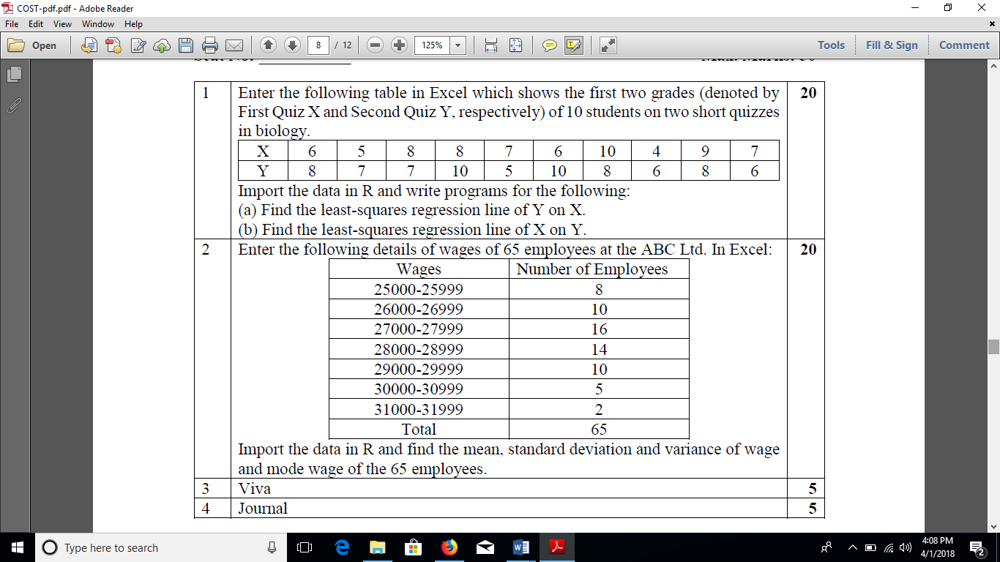 COST-pdf.pdf - Adobe Reader
File Edit View Window Help
Open 8 / 12 125% Tools Fill & Sign Comment
1 Enter the following table in Excel which shows the first two grades (denoted by 20
First Quiz X and Second Quiz Y, respectively) of 10 students on two short quizzes
in biology.
X 6 5 8 8 7 6 10 4 9 7
Y 8 7 7 10 5 10 8 6 8 6
Import the data in R and write programs for the following:
(a) Find the least-squares regression line of Y on X.
(b) Find the least-squares regression line of X on Y.
2 Enter the following details of wages of 65 employees at the ABC Ltd. In Excel: 20
Wages Number of Employees
25000-25999 8
26000-26999 10
27000-27999 16
28000-28999 14
29000-29999 10
30000-30999 5
31000-31999 2
Total 65
Import the data in R and find the mean, standard deviation and variance of wage
and mode wage of the 65 employees.
3 Viva 5
4 Journal 5
Type here to search
4:08 PM
4/1/2018
2